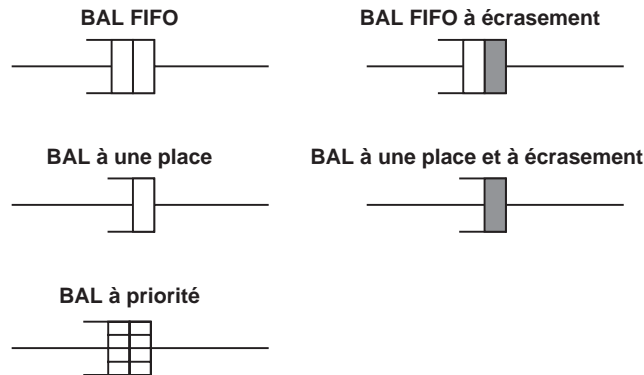 BAL FIFO
BAL FIFO à écrasement
BAL à une place
BAL à une place et à écrasement
BAL à priorité